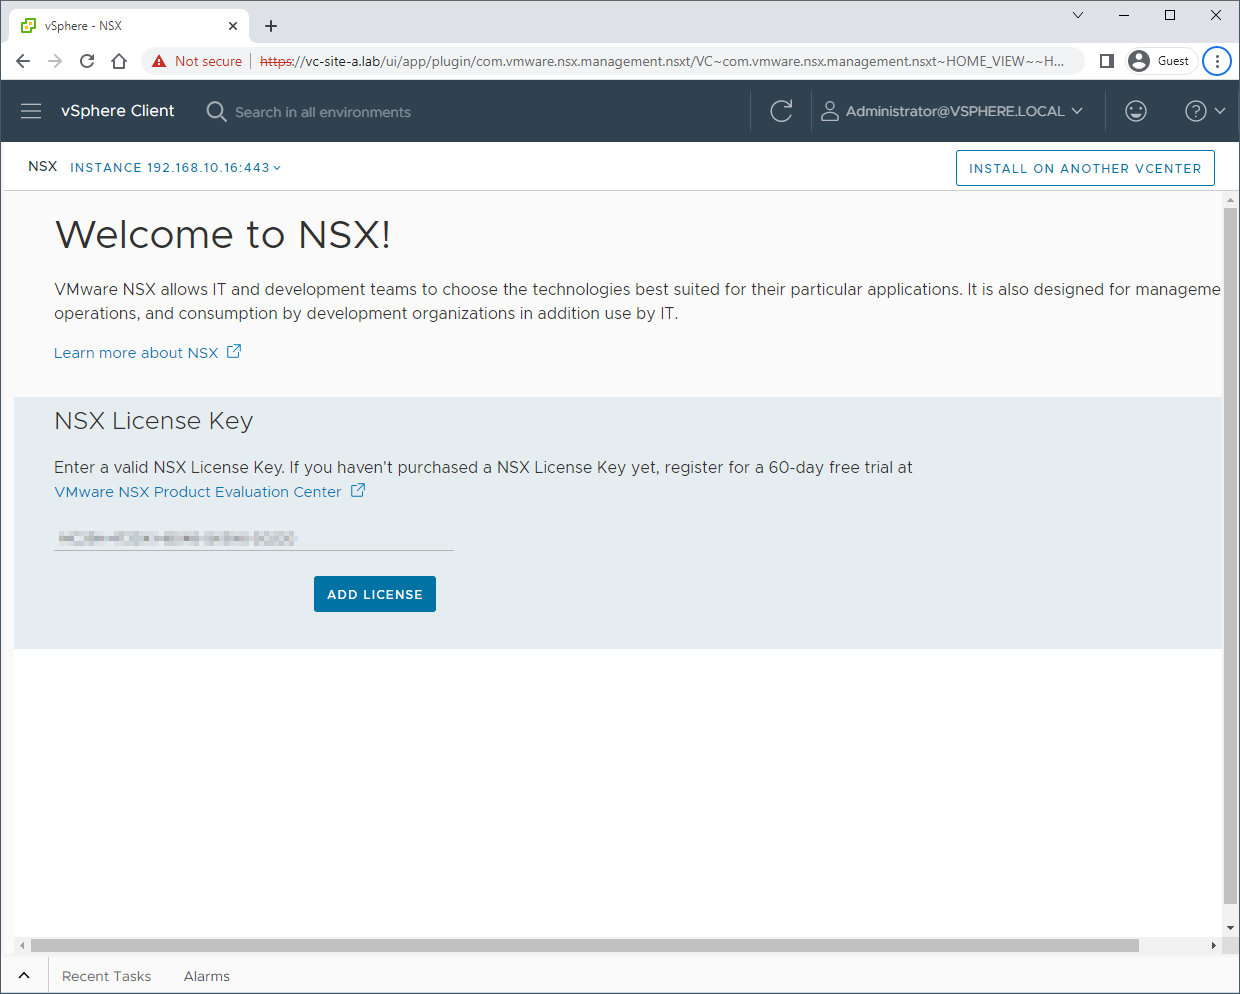 vSphere - NSX
Not secure https://vc-site-a.lab/ui/app/plugin/com.vmware.nsx.management.nsxt/VC~com.vmware.nsx.management.nsxt~HOME_VIEW~~H... Guest
vSphere Client Search in all environments Administrator@VSPHERE.LOCAL
NSX INSTANCE 192.168.10.16:443 INSTALL ON ANOTHER VCENTER
Welcome to NSX!
VMware NSX allows IT and development teams to choose the technologies best suited for their particular applications. It is also designed for manageme
operations, and consumption by development organizations in addition use by IT.
Learn more about NSX
NSX License Key
Enter a valid NSX License Key. If you haven't purchased a NSX License Key yet, register for a 60-day free trial at
VMware NSX Product Evaluation Center
ADD LICENSE
Recent Tasks Alarms